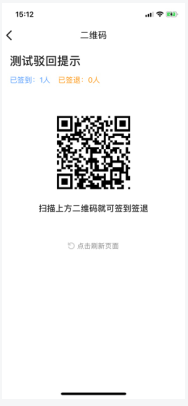 15:12
二维码
测试驳回提示
已签到：1人 已签退：0人
扫描上方二维码就可签到签退
点击刷新页面